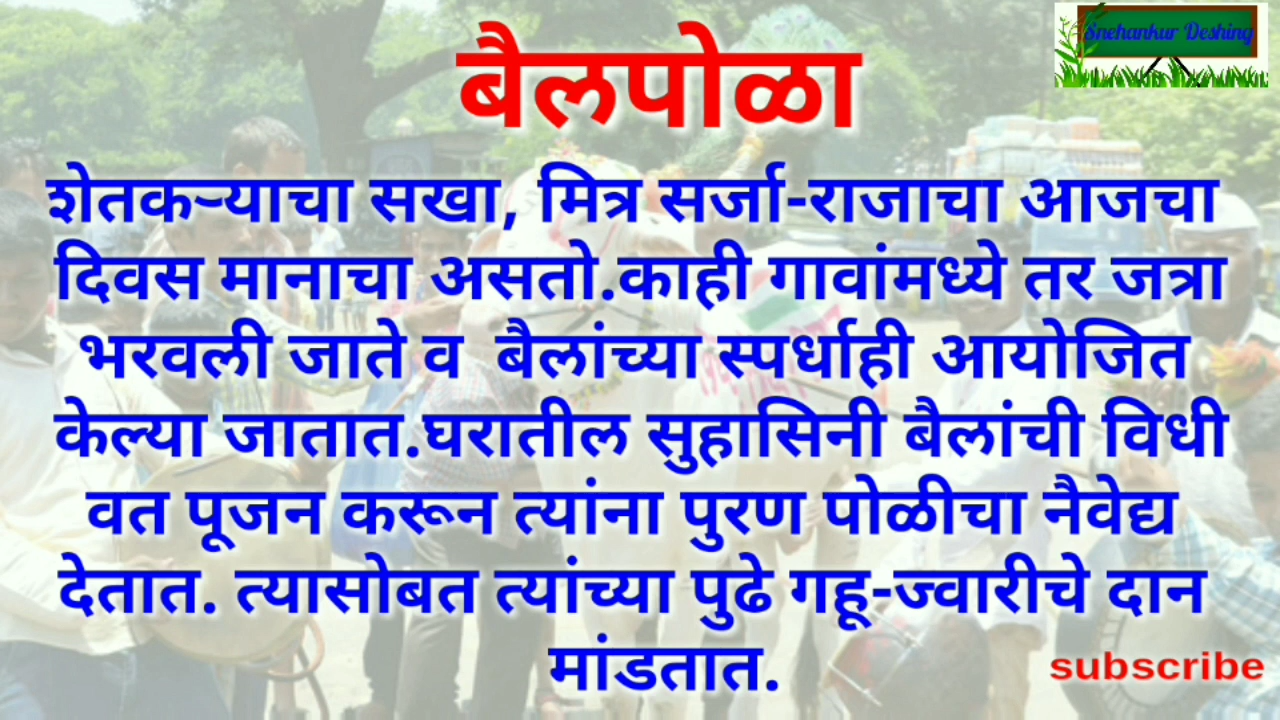 Snehankur Deshing
बैलपोळा
शेतकऱ्याचा सखा, मित्र सर्जा-राजाचा आजचा
दिवस मानाचा असतो.काही गावांमध्ये तर जत्रा
भरवली जाते व  बैलांच्या स्पर्धाही आयोजित
केल्या जातात.घरातील सुहासिनी बैलांची विधी
वत पूजन करून त्यांना पुरण पोळीचा नैवेद्य
देतात. त्यासोबत त्यांच्या पुढे गहू-ज्वारीचे दान
मांडतात.
subscribe